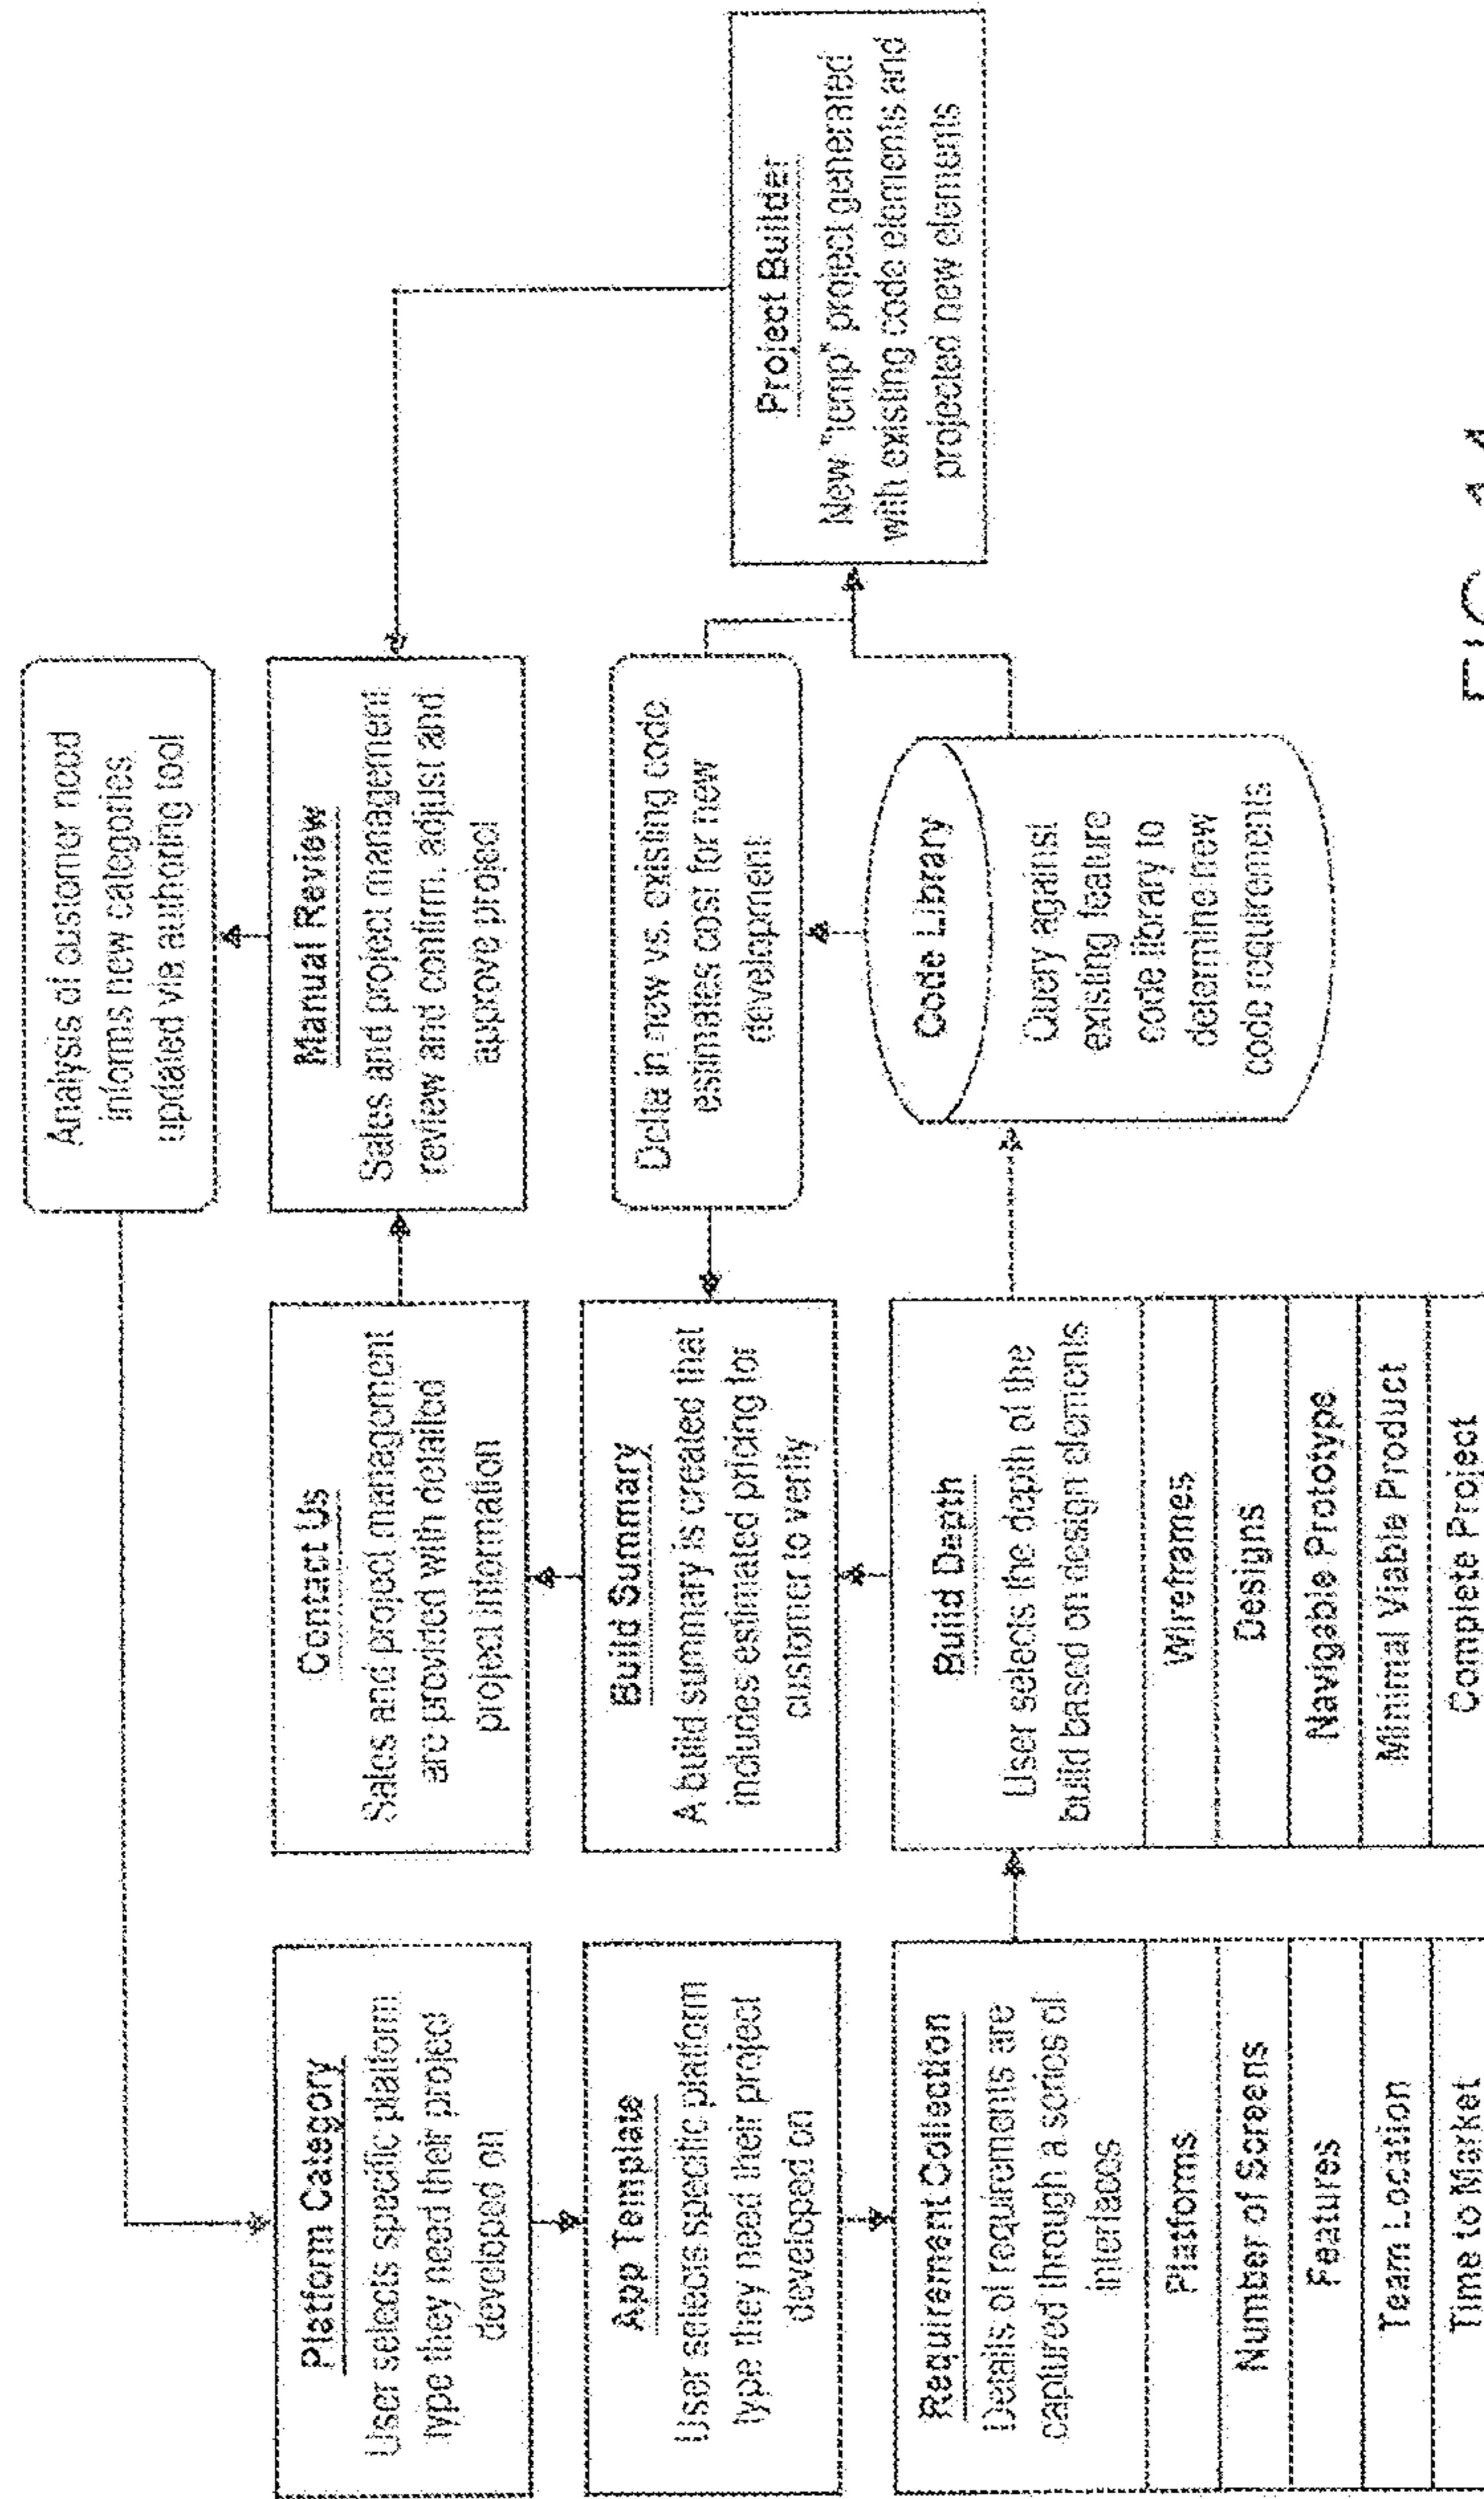 Analysis of customer need
informs new categories
updated via authoring tool
Platform Category
User selects specific platform
type they need their project
developed on
Contact Us
Sales and project management
are provided with detailed
project information
Manual Review
Sales and project management
review and confirm, adjust and
approve project
App Template
User selects specific platform
type they need their project
developed on
Build Summary
A build summary is created that
includes estimated pricing for
customer to verify
Delta in new vs. existing code
estimates cost for new
development
Project Builder
New "temp" project generated
with existing code elements and
projected new elements
Requirement Collection
Details of requirements are
captured through a series of
interfaces
Platforms
Number of Screens
Features
Team Location
Time to Market
Build Depth
User selects the depth of the
build based on design elements
Wireframes
Designs
Navigable Prototype
Minimal Viable Product
Complete Project
Code Library
Query against
existing feature
code library to
determine new
code requirements